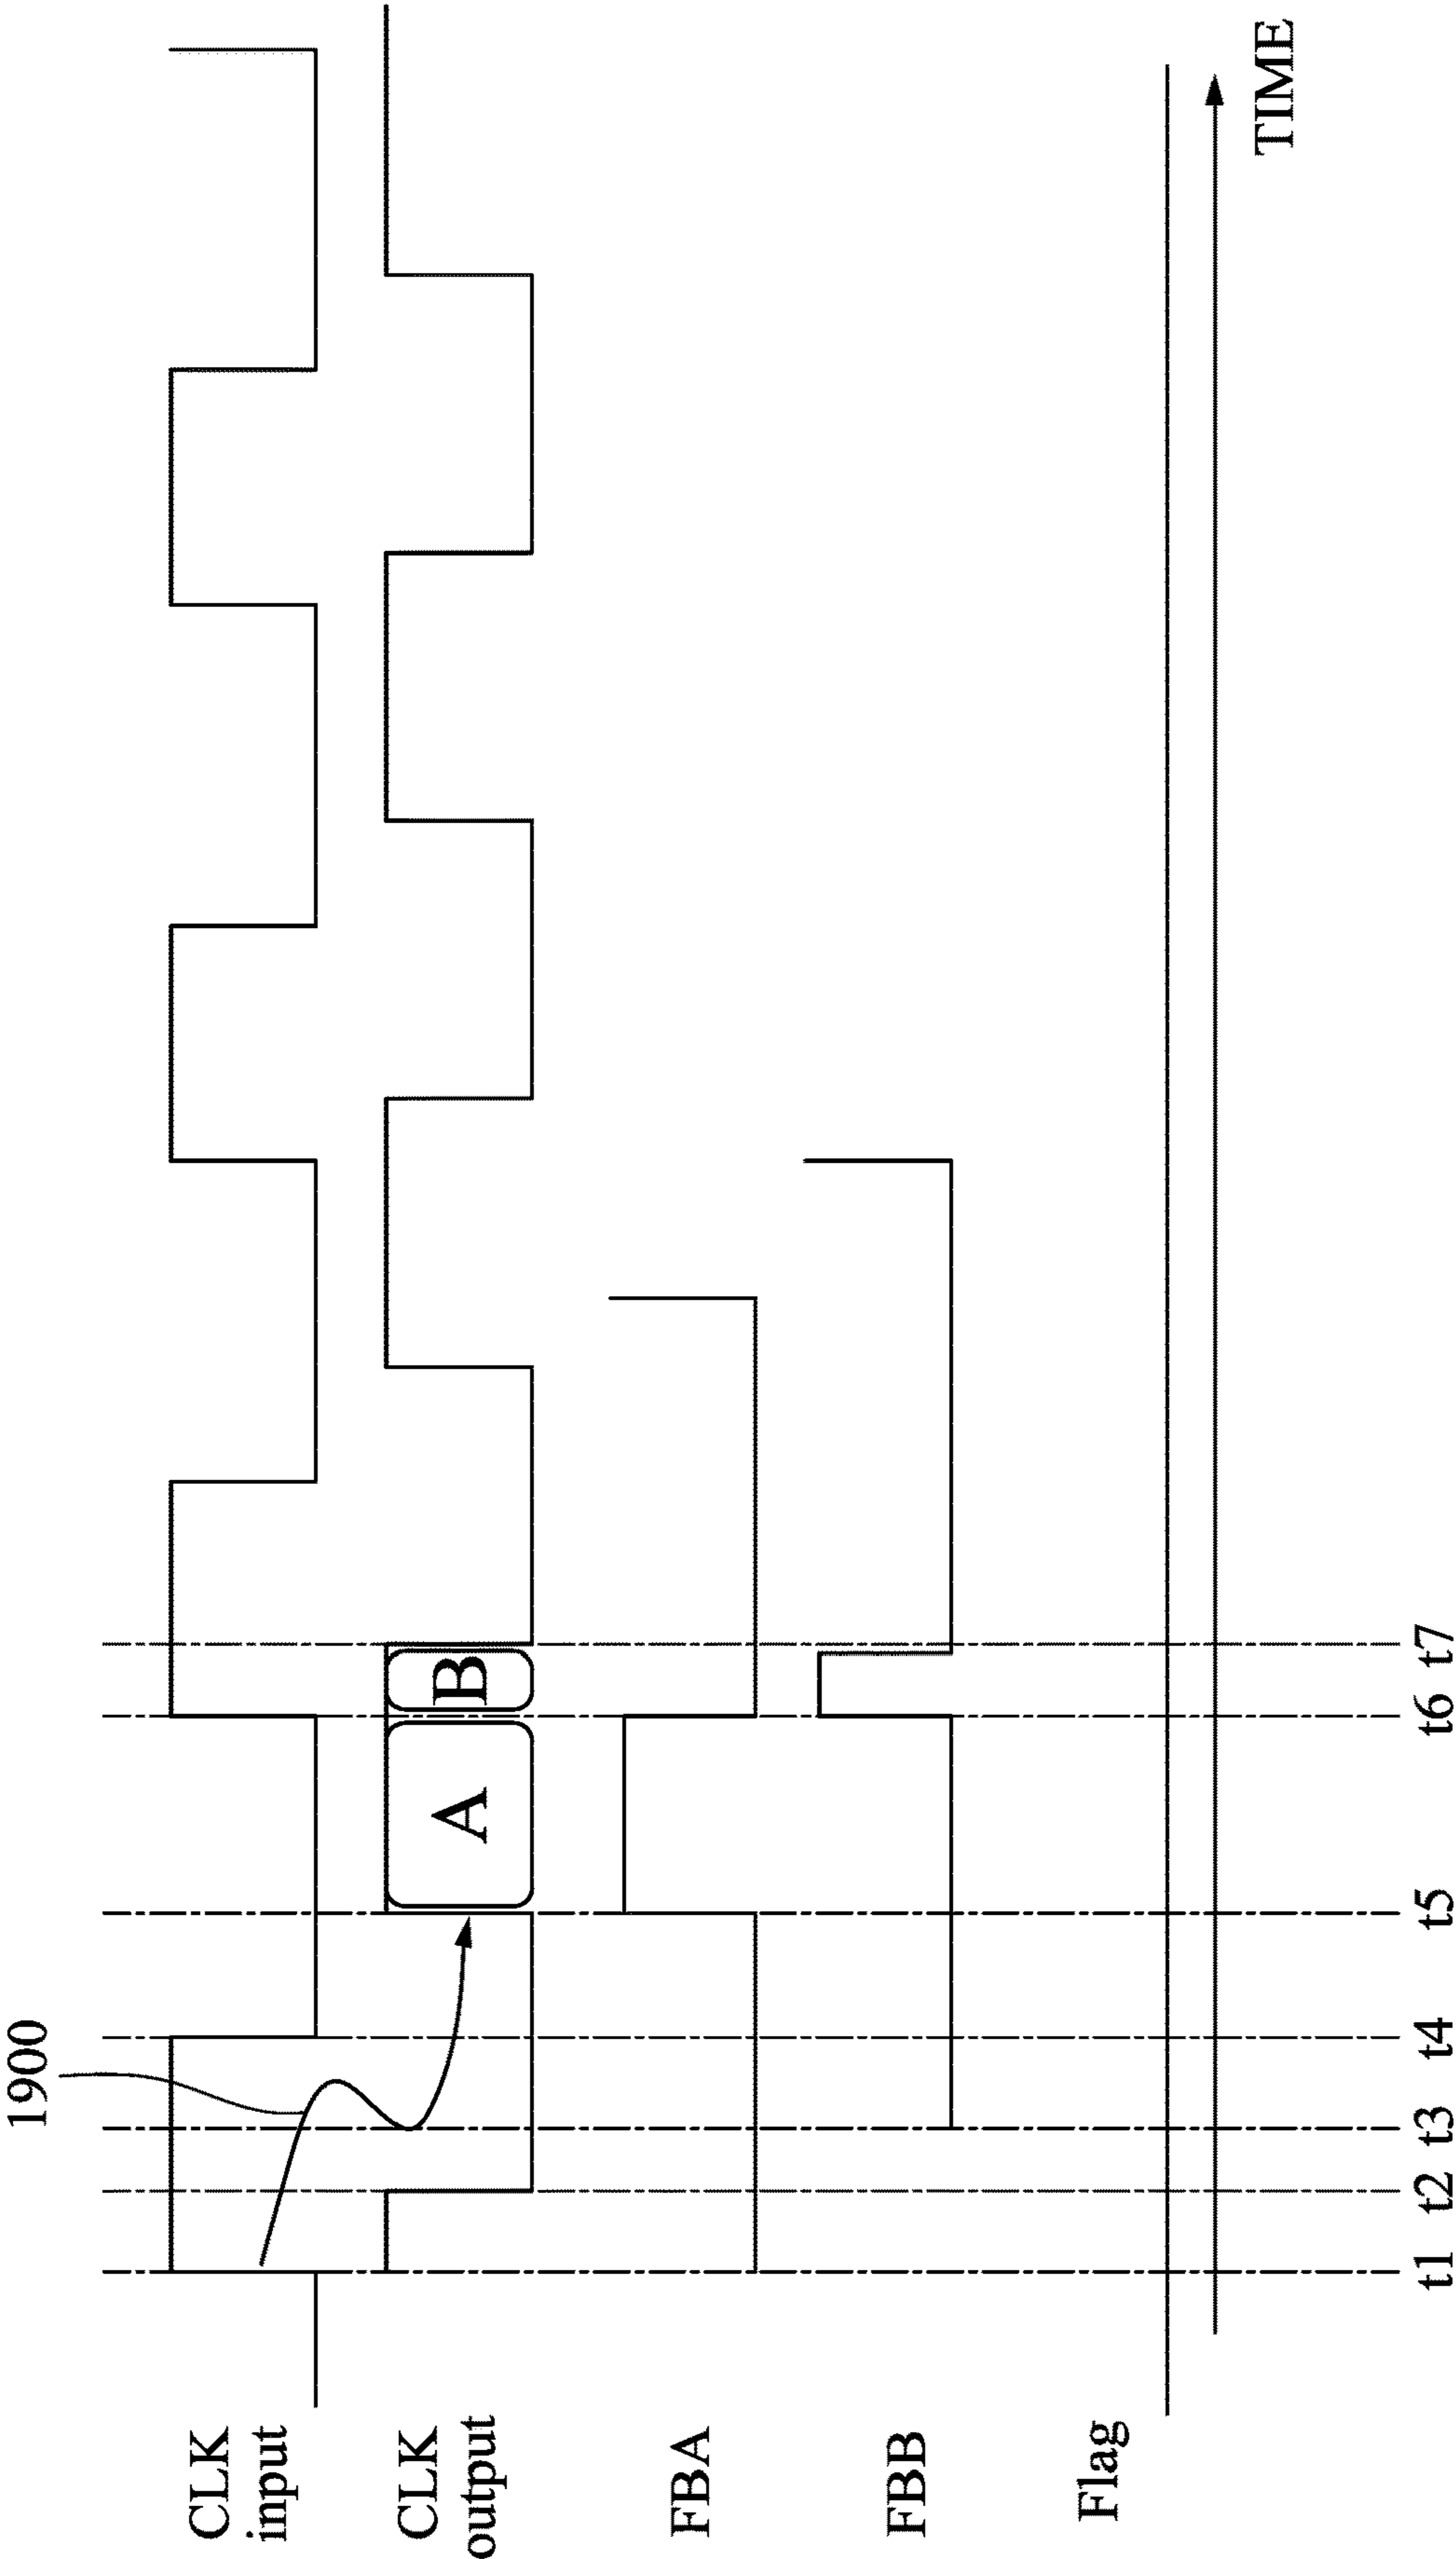 1900
CLK
input
CLK
output
A
B
FBA
FBB
Flag
t1
t2
t3
t4
t5
t6
t7
TIME